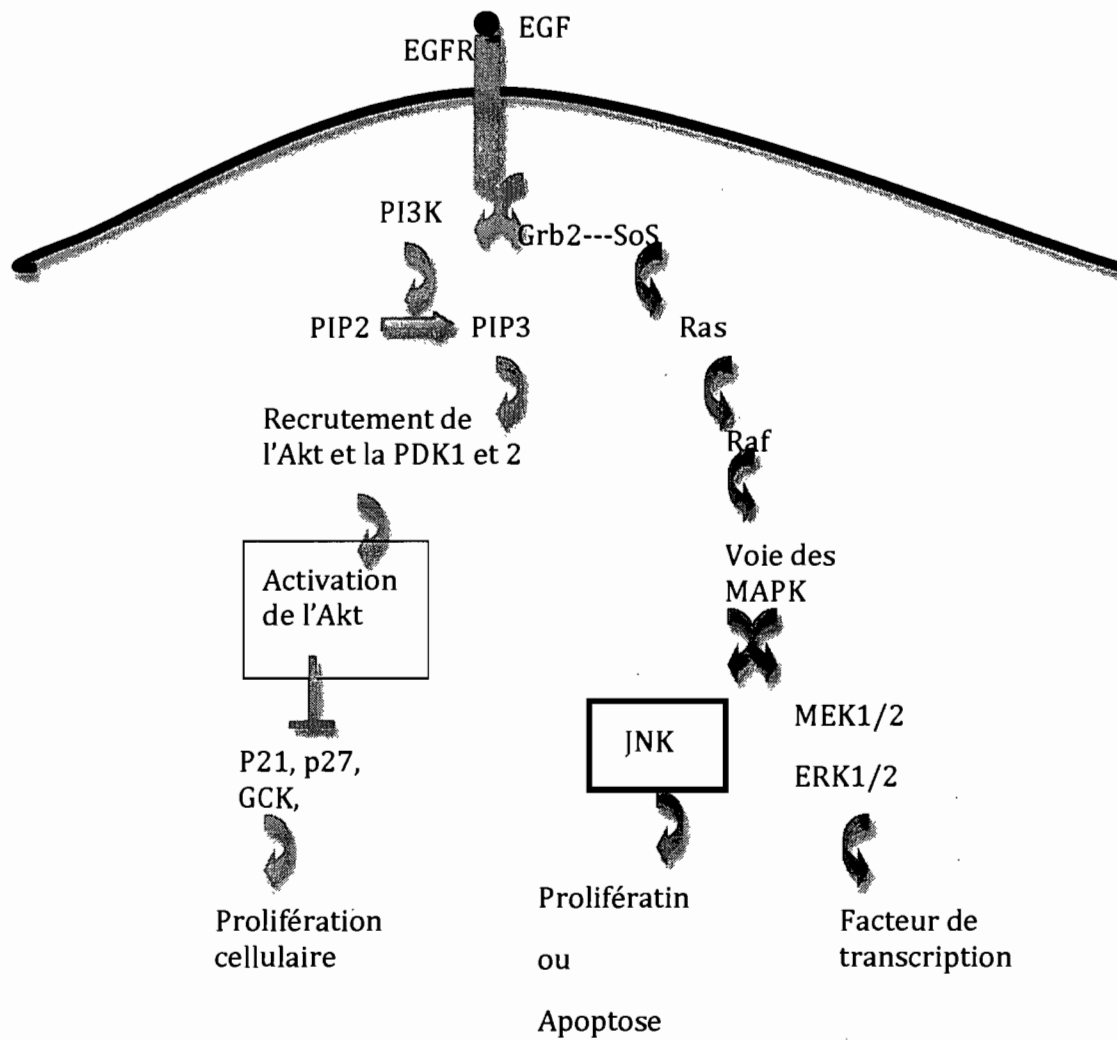 EGF
EGFR
PI3K
Grb2---SoS
PIP2
PIP3
Ras
Recrutement de
l'Akt et la PDK1 et 2
Raf
Activation
de l'Akt
Voie des
MAPK
JNK
MEK1/2
ERK1/2
P21, p27,
GCK,
Prolifération
cellulaire
Prolifératin
ou
Apoptose
Facteur de
transcription